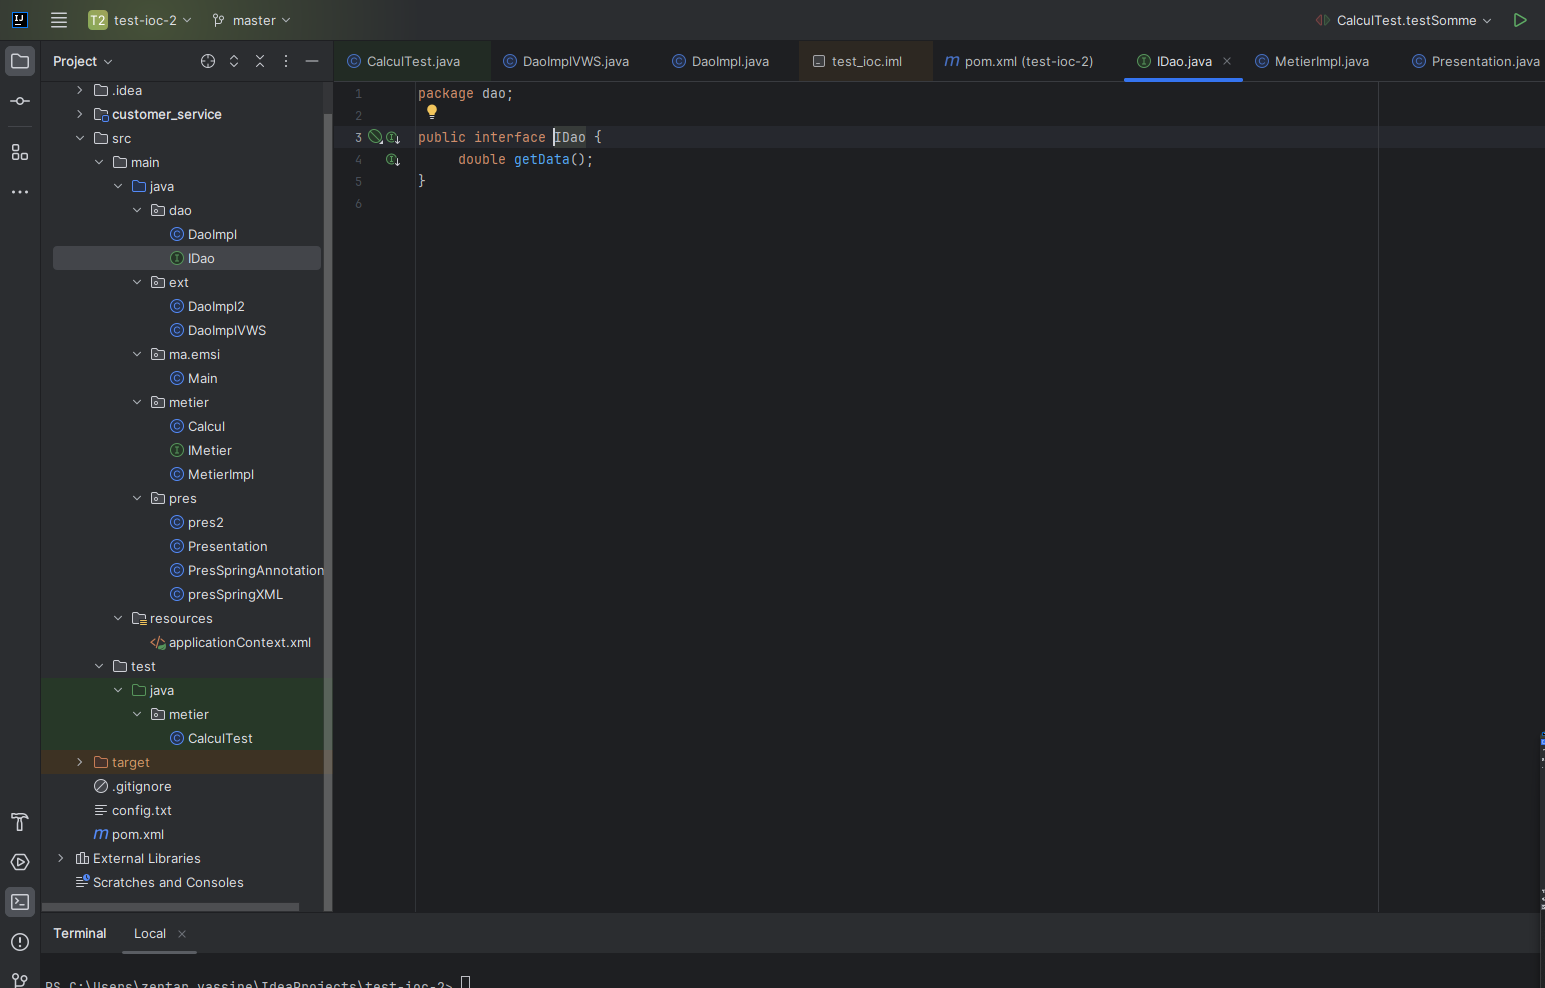 T2 test-ioc-2 master CalculTest.testSomme
Project
CalculTest.java DaoImplVWS.java DaoImpl.java test_ioc.iml pom.xml (test-ioc-2) IDao.java MetierImpl.java Presentation.java
.idea
customer_service
src
main
java
dao
DaoImpl
IDao
ext
DaoImpl2
DaoImplVWS
ma.emsi
Main
metier
Calcul
IMetier
MetierImpl
pres
pres2
Presentation
PresSpringAnnotation
presSpringXML
resources
applicationContext.xml
test
java
metier
CalculTest
target
.gitignore
config.txt
pom.xml
External Libraries
Scratches and Consoles
1 package dao;
2
3 public interface IDao {
4 double getData();
5 }
6
Terminal Local
PS C:\Users\zentar yassine\IdeaProjects\test-ioc-2>